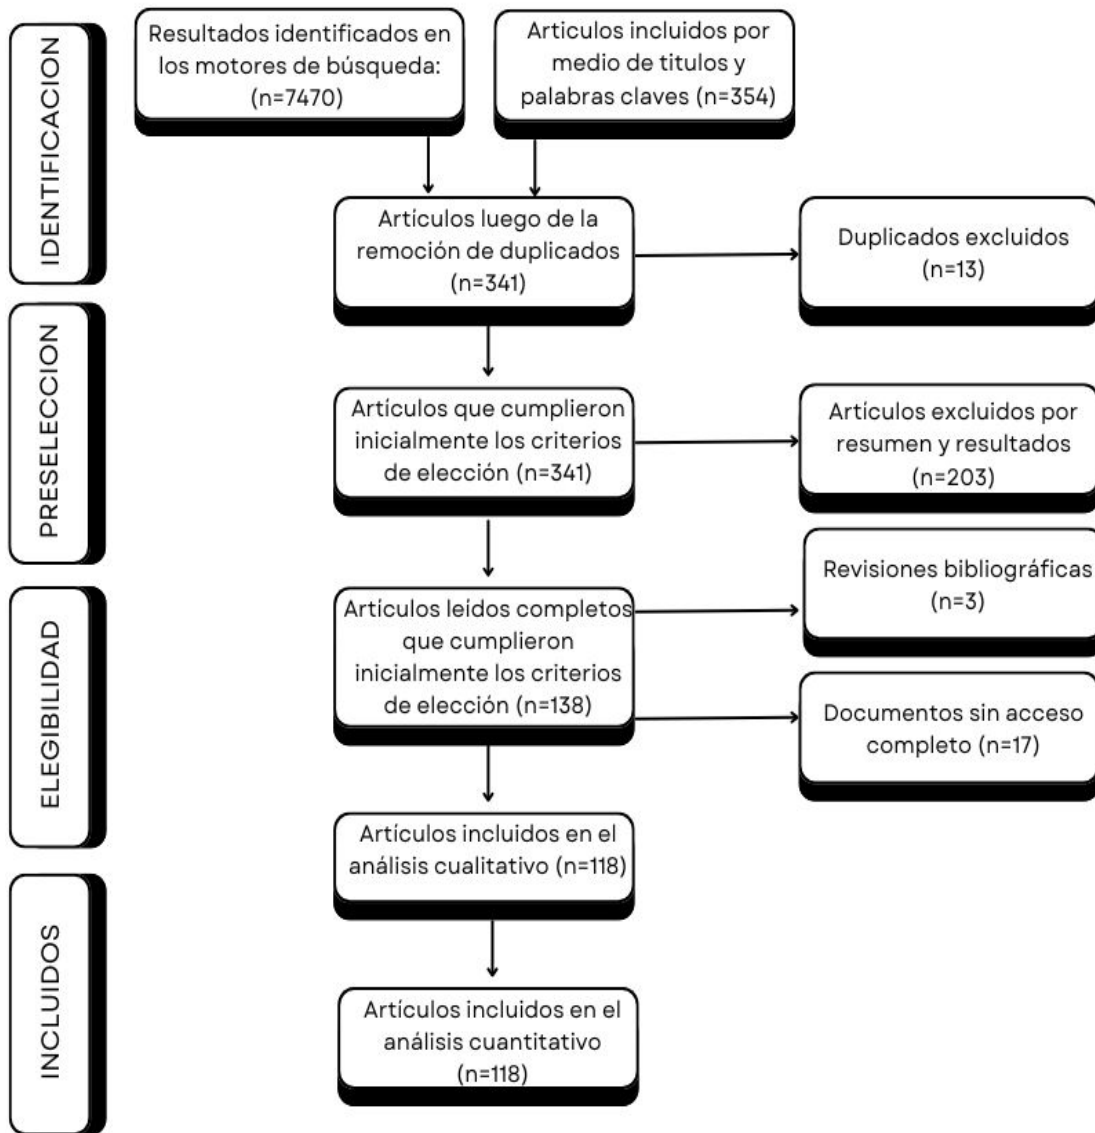 IDENTIFICACION
Resultados identificados en
los motores de búsqueda:
(n=7470)
Articulos incluidos por
medio de titulos y
palabras claves (n=354)
Artículos luego de la
remoción de duplicados
(n=341)
Duplicados excluidos
(n=13)
PRESELECCION
Artículos que cumplieron
inicialmente los criterios
de elección (n=341)
Artículos excluidos por
resumen y resultados
(n=203)
ELEGIBILIDAD
Artículos leídos completos
que cumplieron
inicialmente los criterios
de elección (n=138)
Revisiones bibliográficas
(n=3)
Documentos sin acceso
completo (n=17)
Artículos incluidos en el
análisis cualitativo (n=118)
INCLUIDOS
Artículos incluidos en el
análisis cuantitativo
(n=118)